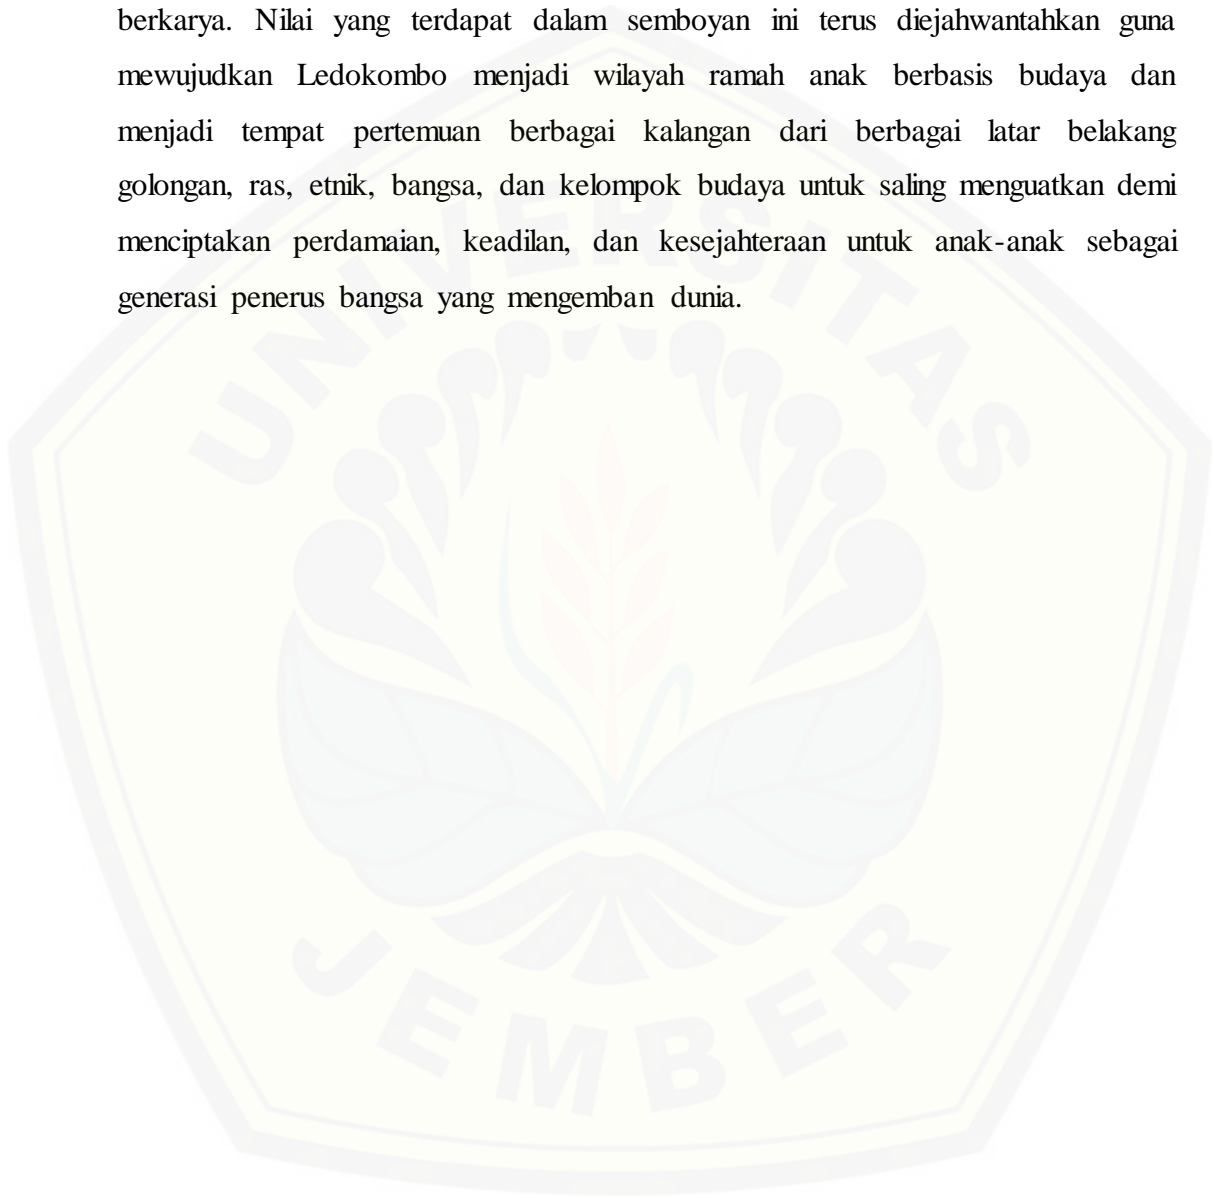 berkarya. Nilai yang terdapat dalam semboyan ini terus diejahwantahkan guna
mewujudkan Ledokombo menjadi wilayah ramah anak berbasis budaya dan
menjadi tempat pertemuan berbagai kalangan dari berbagai latar belakang
golongan, ras, etnik, bangsa, dan kelompok budaya untuk saling menguatkan demi
menciptakan perdamaian, keadilan, dan kesejahteraan untuk anak-anak sebagai
generasi penerus bangsa yang mengemban dunia.
UNIVERSITAS
JEMBER